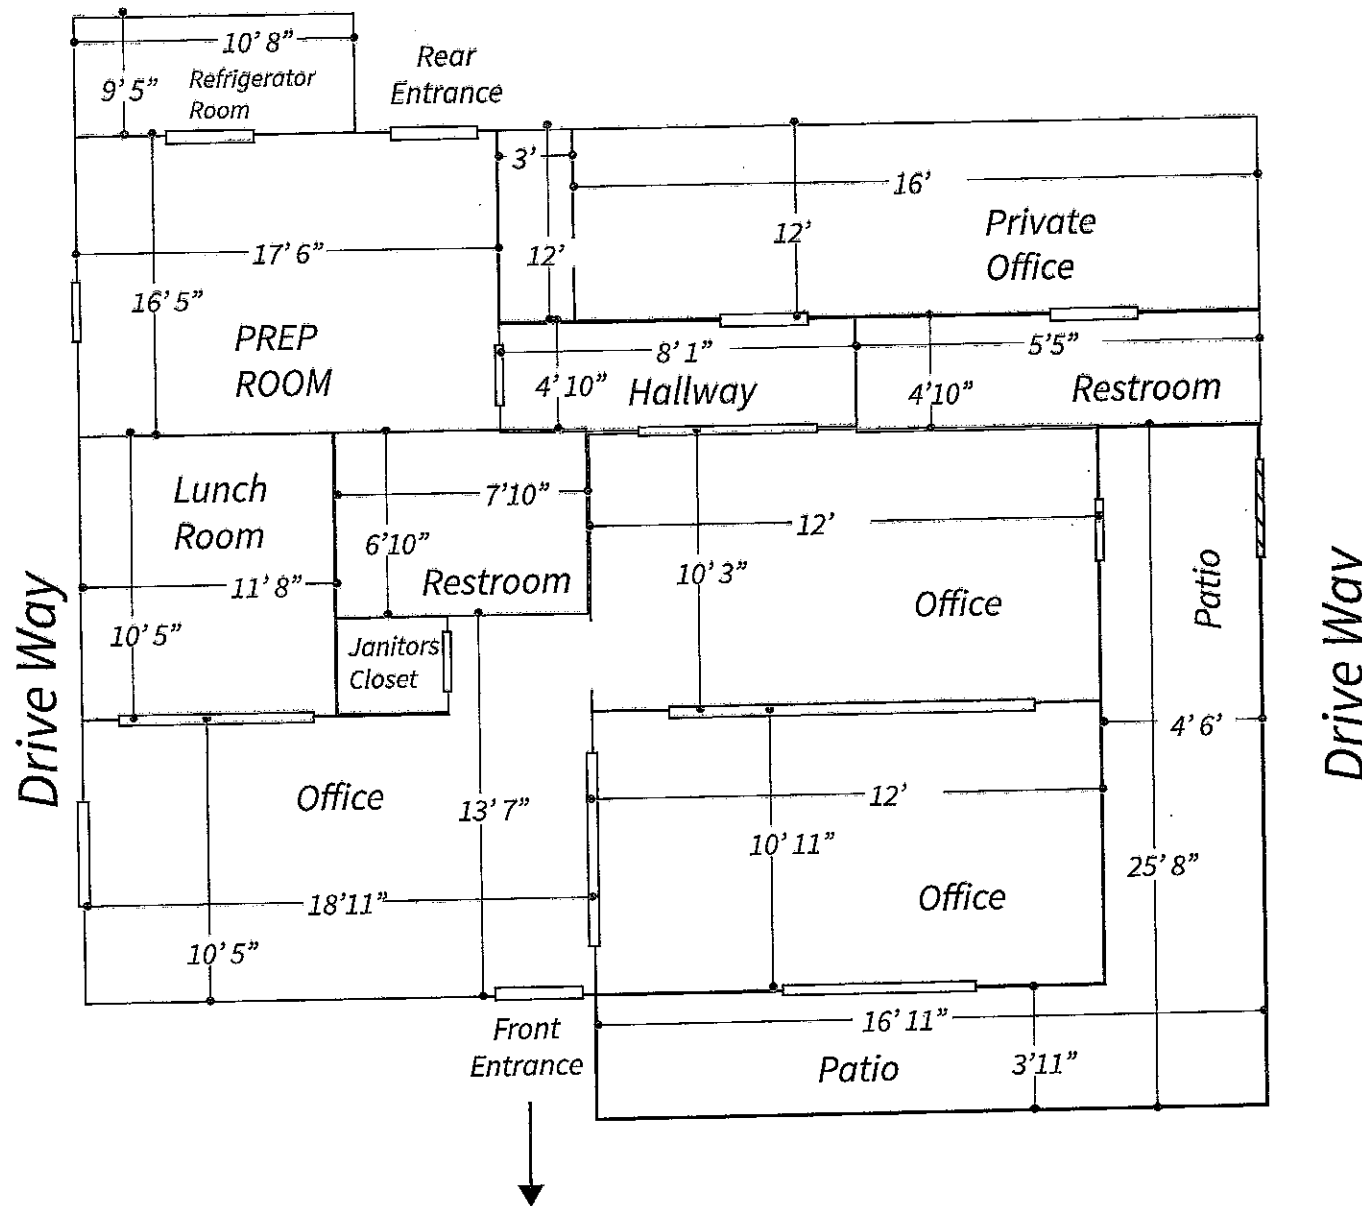 10' 8”
9' 5”
Refrigerator
Room
Rear
Entrance
3'
16'
12'
12'
Private
Office
17' 6”
16' 5”
PREP
ROOM
8' 1”
5'5”
4' 10”
Hallway
4'10”
Restroom
Lunch
Room
7'10”
6'10”
Restroom
11' 8”
10' 5”
Janitors
Closet
12'
10' 3”
Office
Patio
4' 6'
Drive Way
Drive Way
Office
13' 7”
12'
10' 11”
25' 8”
Office
18'11”
10' 5”
Front
Entrance
16' 11”
Patio
3'11”